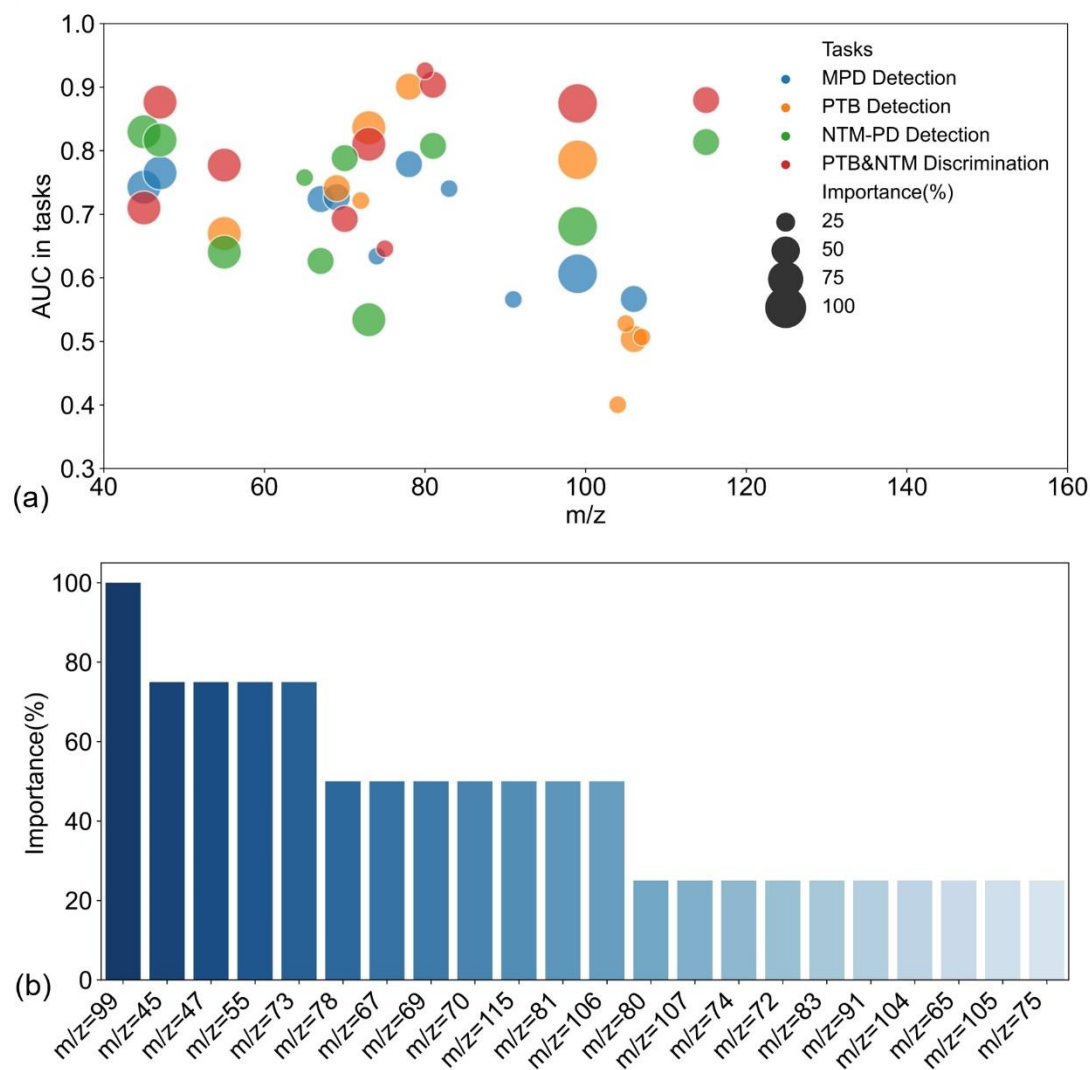 1.0
0.9
0.8
0.7
0.6
0.5
0.4
0.3
AUC in tasks
40 60 80 100 120 140 160
m/z
(a)
Tasks
MPD Detection
PTB Detection
NTM-PD Detection
PTB&NTM Discrimination
Importance(%)
25
50
75
100
100
80
60
40
20
0
Importance(%)
(b)
m/z=99 m/z=45 m/z=47 m/z=55 m/z=73 m/z=78 m/z=67 m/z=69 m/z=70 m/z=115 m/z=81 m/z=106 m/z=80 m/z=107 m/z=74 m/z=72 m/z=83 m/z=91 m/z=104 m/z=65 m/z=105 m/z=75